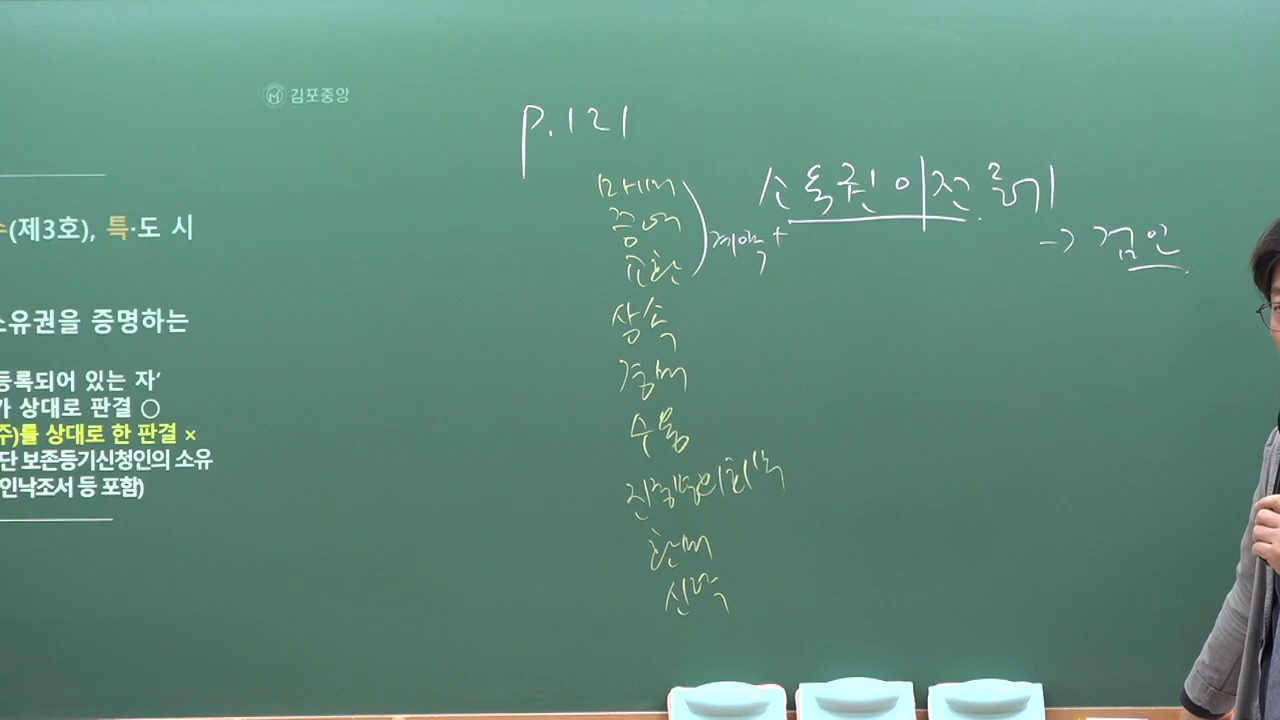 김포중앙
수(제3호), 특·도 시
소유권을 증명하는
등록되어 있는 자’
가 상대로 판결 ○
주)를 상대로 한 판결 ×
단 보존등기신청인의 소유
인낙조서 등 포함)
p.121
매매
증여
교환
계약 +
소유권 이전 등기
→ 검인
상속
경매
수용
진정명의회복
환매
신탁